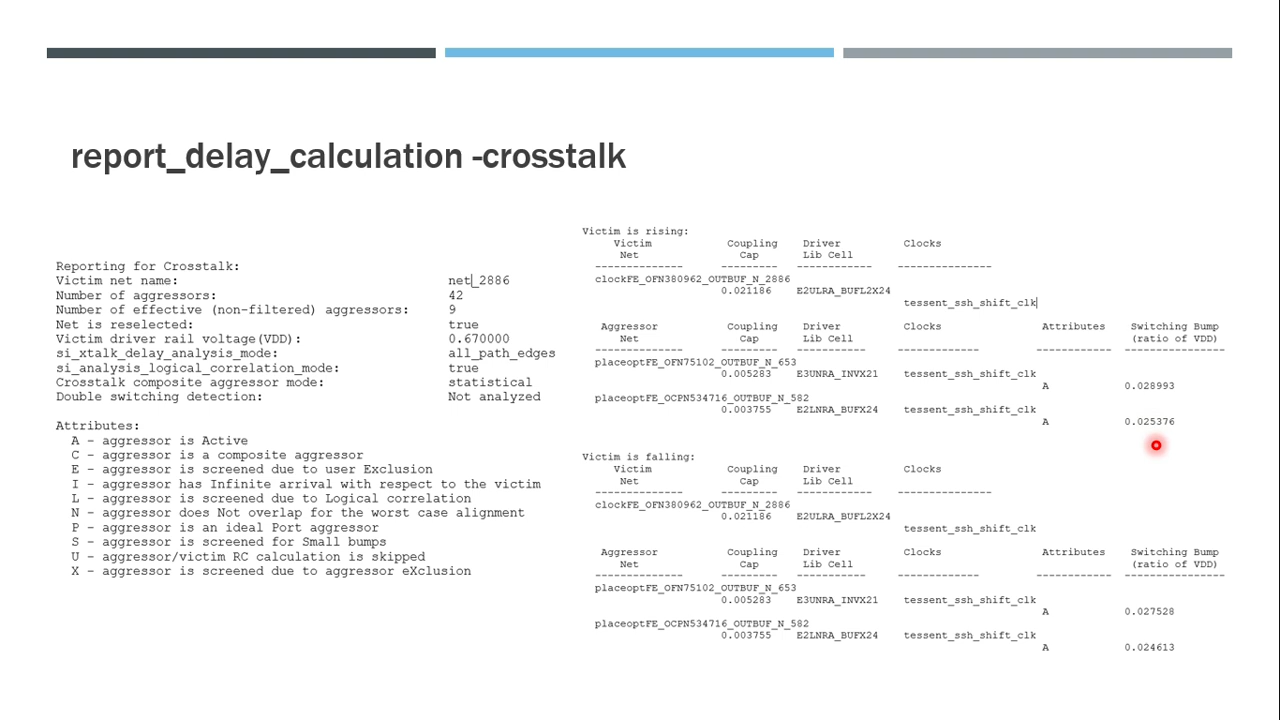 report_delay_calculation -crosstalk
Reporting for Crosstalk:
Victim net name: net_2886
Number of aggressors: 42
Number of effective (non-filtered) aggressors: 9
Net is reselected: true
Victim driver rail voltage(VDD): 0.670000
si_xtalk_delay_analysis_mode: all_path_edges
si_analysis_logical_correlation_mode: true
Crosstalk composite aggressor mode: statistical
Double switching detection: Not analyzed
Attributes:
A - aggressor is Active
C - aggressor is a composite aggressor
E - aggressor is screened due to user Exclusion
I - aggressor has Infinite arrival with respect to the victim
L - aggressor is screened due to Logical correlation
N - aggressor does Not overlap for the worst case alignment
P - aggressor is an ideal Port aggressor
S - aggressor is screened for Small bumps
U - aggressor/victim RC calculation is skipped
X - aggressor is screened due to aggressor eXclusion
Victim is rising:
Victim Coupling Driver Clocks
Net Cap Lib Cell
-------------- --------- ------------ ---------------
clockFE_OFN380962_OUTBUF_N_2886
0.021186 E2ULRA_BUFL2X24
tessent_ssh_shift_clk
Aggressor Coupling Driver Clocks Attributes Switching Bump
Net Cap Lib Cell (ratio of VDD)
-------------- --------- ----------- ------------- ------------ ----------------
placeoptFE_OFN75102_OUTBUF_N_653
0.005283 E3UNRA_INVX21 tessent_ssh_shift_clk
A 0.028993
placeoptFE_OCPN534716_OUTBUF_N_582
0.003755 E2LNRA_BUFX24 tessent_ssh_shift_clk
A 0.025376
Victim is falling:
Victim Coupling Driver Clocks
Net Cap Lib Cell
-------------- --------- ------------ ---------------
clockFE_OFN380962_OUTBUF_N_2886
0.021186 E2ULRA_BUFL2X24
tessent_ssh_shift_clk
Aggressor Coupling Driver Clocks Attributes Switching Bump
Net Cap Lib Cell (ratio of VDD)
-------------- --------- ----------- ------------- ------------ ----------------
placeoptFE_OFN75102_OUTBUF_N_653
0.005283 E3UNRA_INVX21 tessent_ssh_shift_clk
A 0.027528
placeoptFE_OCPN534716_OUTBUF_N_582
0.003755 E2LNRA_BUFX24 tessent_ssh_shift_clk
A 0.024613